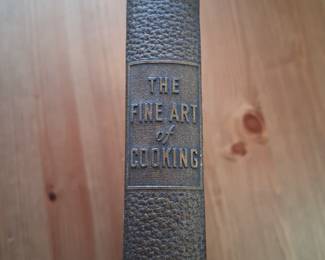 THE
FINE ART
of
COOKING